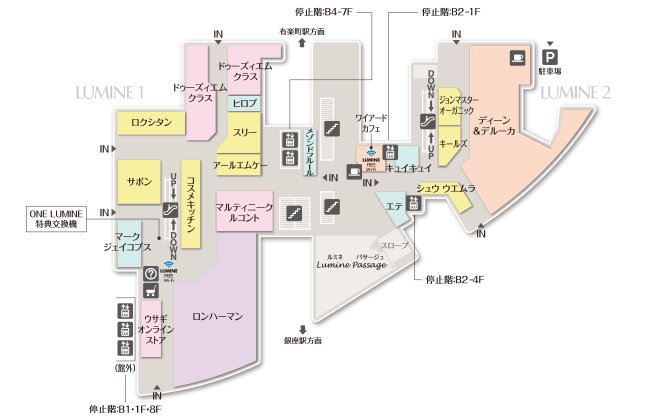 停止階:B4-7F
停止階:B2-1F
有楽町駅方面
IN
IN
ドゥーズィエム
クラス
ドゥーズィエム
クラス
DOWN
P
駐車場
LUMINE 1
LUMINE 2
ヒロブ
ジョンマスター
オーガニック
ロクシタン
ワイアード
カフェ
ディーン
&デルーカ
スリー
メゾンドフルール
キールズ
UP
IN
アールエムケー
LUMINE
FREE
Wi-Fi
キュイキュイ
サボン
UP
コスメキッチン
IN
IN
シュウ ウエムラ
ONE LUMINE
特典交換機
IN
マルティニーク
ルコント
エテ
マーク
ジェイコブス
DOWN
IN
スロープ
ルミネ パサージュ
Lumine Passage
LUMINE
FREE
Wi-Fi
停止階:B2-4F
ウサギ
オンライン
ストア
ロンハーマン
銀座駅方面
(館外)
IN
停止階:B1・1F・8F